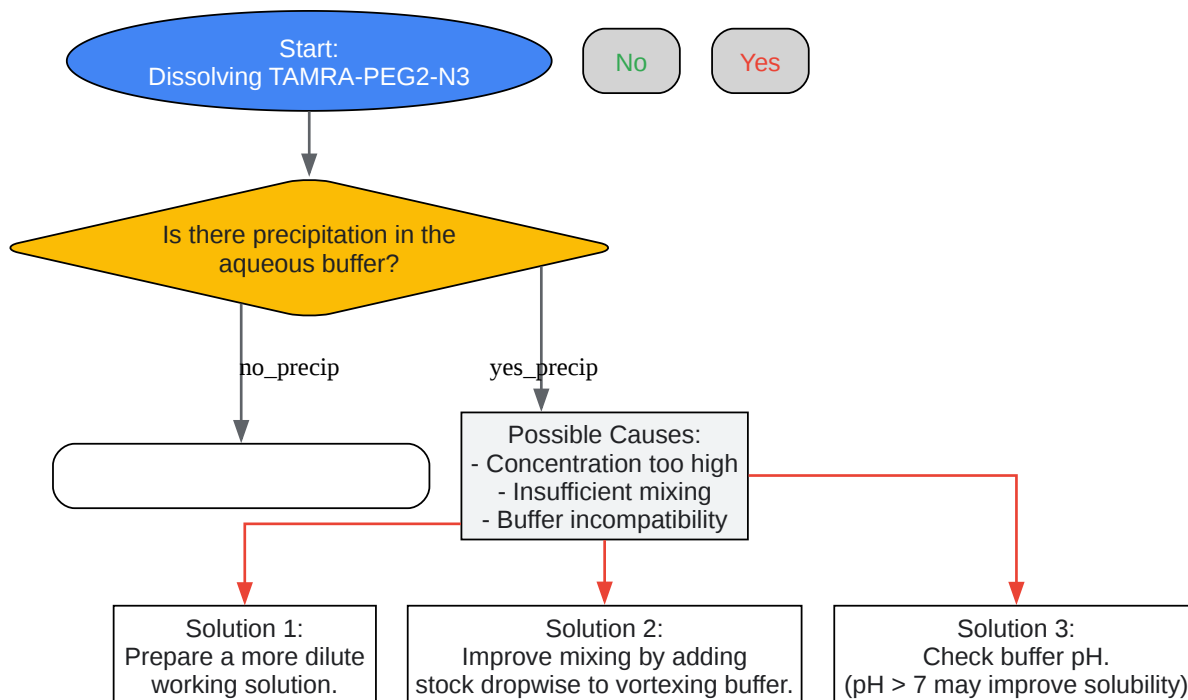 Start:
Dissolving TAMRA-PEG2-N3
No
Yes
Is there precipitation in the
aqueous buffer?
no_precip
yes_precip
Possible Causes:
- Concentration too high
- Insufficient mixing
- Buffer incompatibility
Solution 1:
Prepare a more dilute
working solution.
Solution 2:
Improve mixing by adding
stock dropwise to vortexing buffer.
Solution 3:
Check buffer pH.
(pH > 7 may improve solubility)